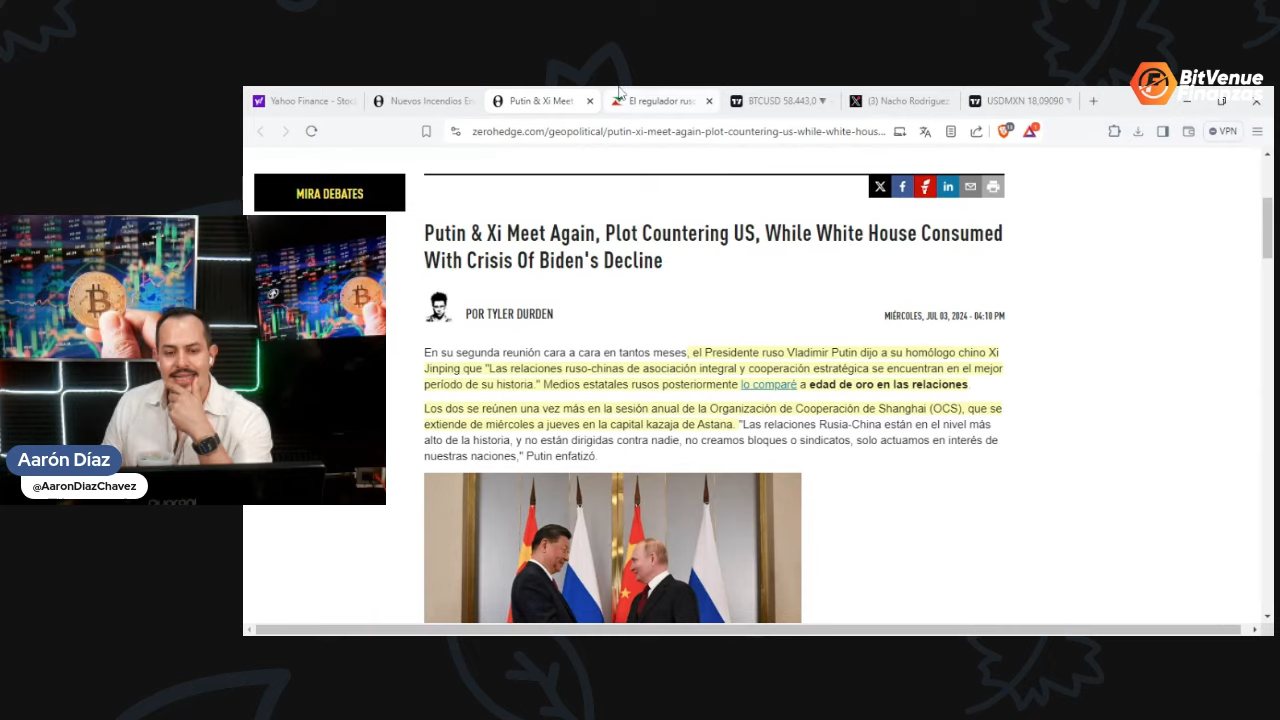 BitVenue
Finanzas
Yahoo Finance - Stoc
Nuevos Incendios En
Putin & Xi Meet
El regulador ruso
BTCUSD 58.443,0
(3) Nacho Rodriguez
USDMXN 18,09090
zerohedge.com/geopolitical/putin-xi-meet-again-plot-countering-us-while-white-hous...
VPN
MIRA DEBATES
Putin & Xi Meet Again, Plot Countering US, While White House Consumed
With Crisis Of Biden's Decline
POR TYLER DURDEN
MIÉRCOLES, JUL 03, 2024 - 04:10 PM
En su segunda reunión cara a cara en tantos meses, el Presidente ruso Vladimir Putin dijo a su homólogo chino Xi
Jinping que "Las relaciones ruso-chinas de asociación integral y cooperación estratégica se encuentran en el mejor
período de su historia." Medios estatales rusos posteriormente lo comparé a edad de oro en las relaciones.
Los dos se reúnen una vez más en la sesión anual de la Organización de Cooperación de Shanghai (OCS), que se
extiende de miércoles a jueves en la capital kazaja de Astana. "Las relaciones Rusia-China están en el nivel más
alto de la historia, y no están dirigidas contra nadie, no creamos bloques o sindicatos, solo actuamos en interés de
nuestras naciones," Putin enfatizó.
Aarón Díaz
@AaronDiazChavez